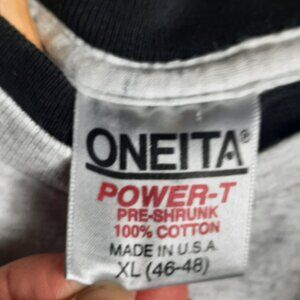 ONEITA®
POWER-T
PRE-SHRUNK
100% COTTON
MADE IN U.S.A.
XL (46-48)